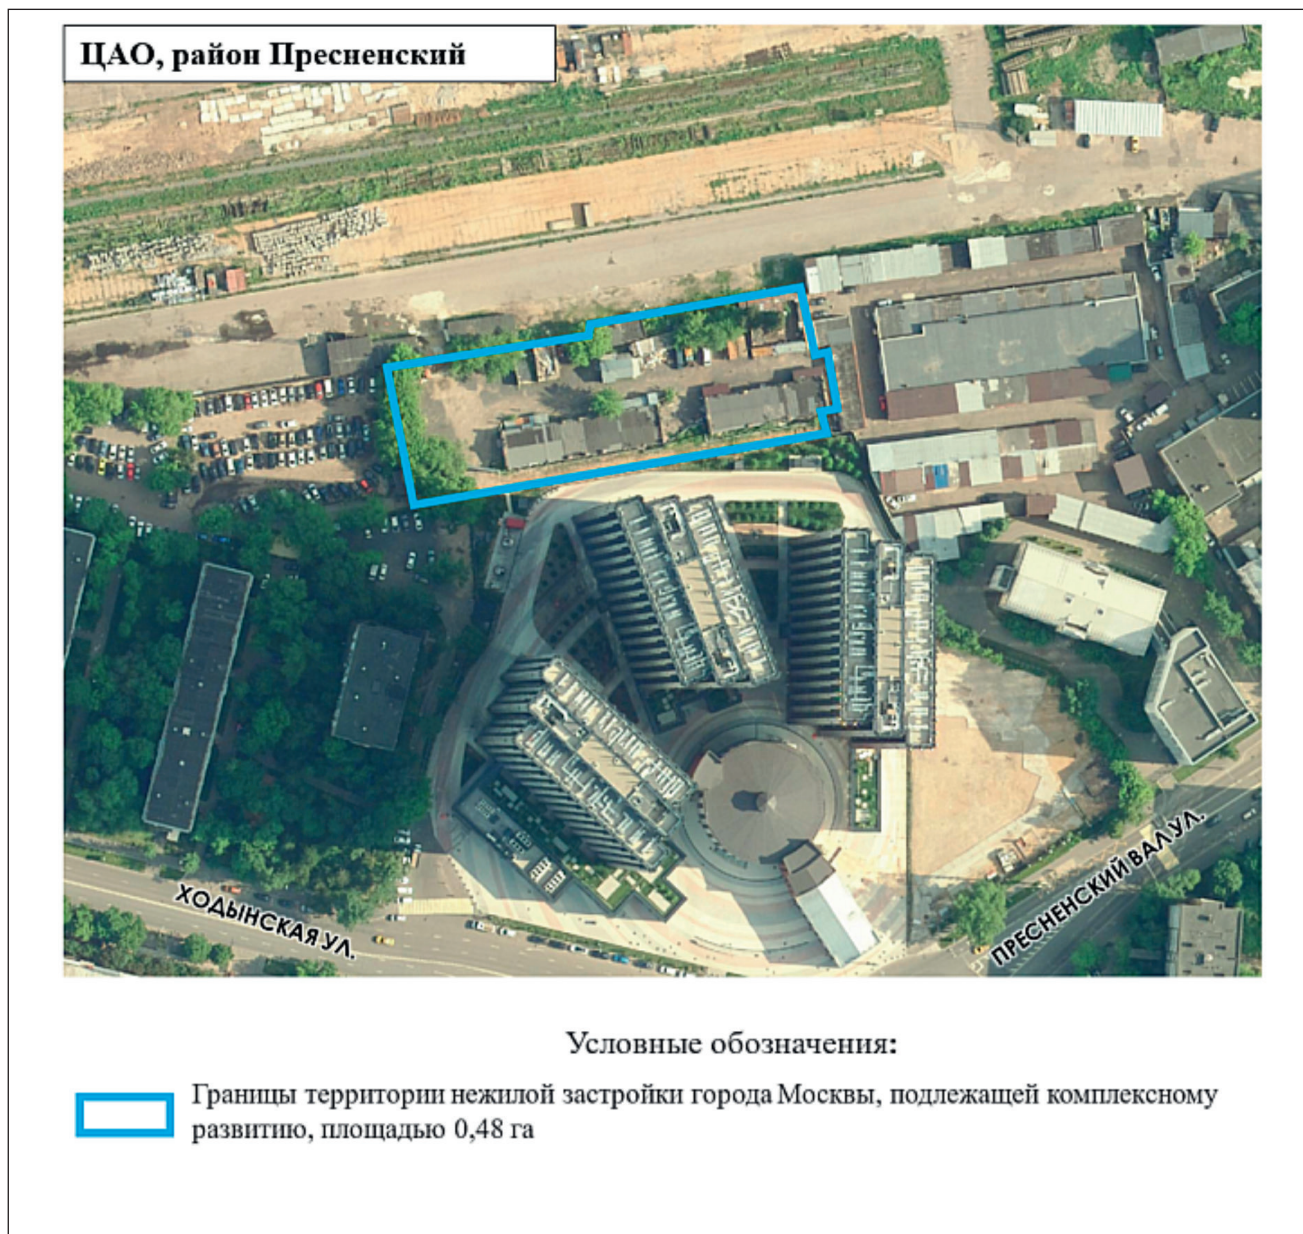 ЦАО, район Пресненский
ХОДЫНСКАЯ УЛ.
ПРЕСНЕНСКИЙ ВАЛ УЛ.
Условные обозначения:
Границы территории нежилой застройки города Москвы, подлежащей комплексному
развитию, площадью 0,48 га